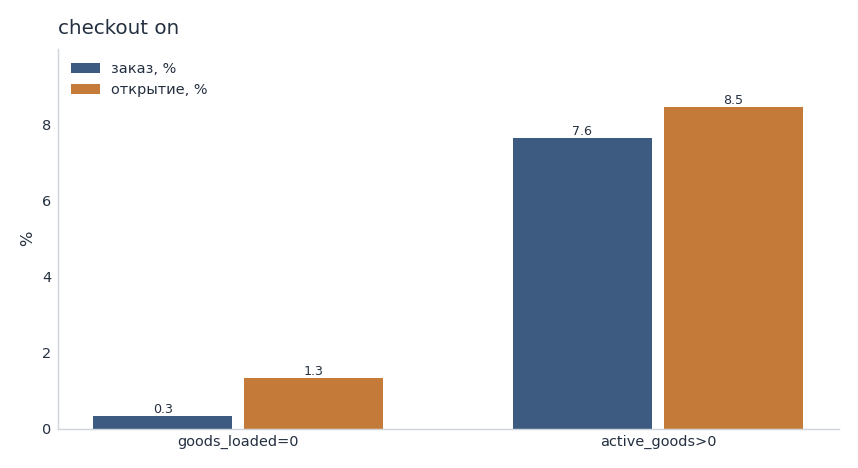 checkout on
заказ, %
открытие, %
%
8
6
4
2
0
0.3
1.3
7.6
8.5
goods_loaded=0
active_goods>0